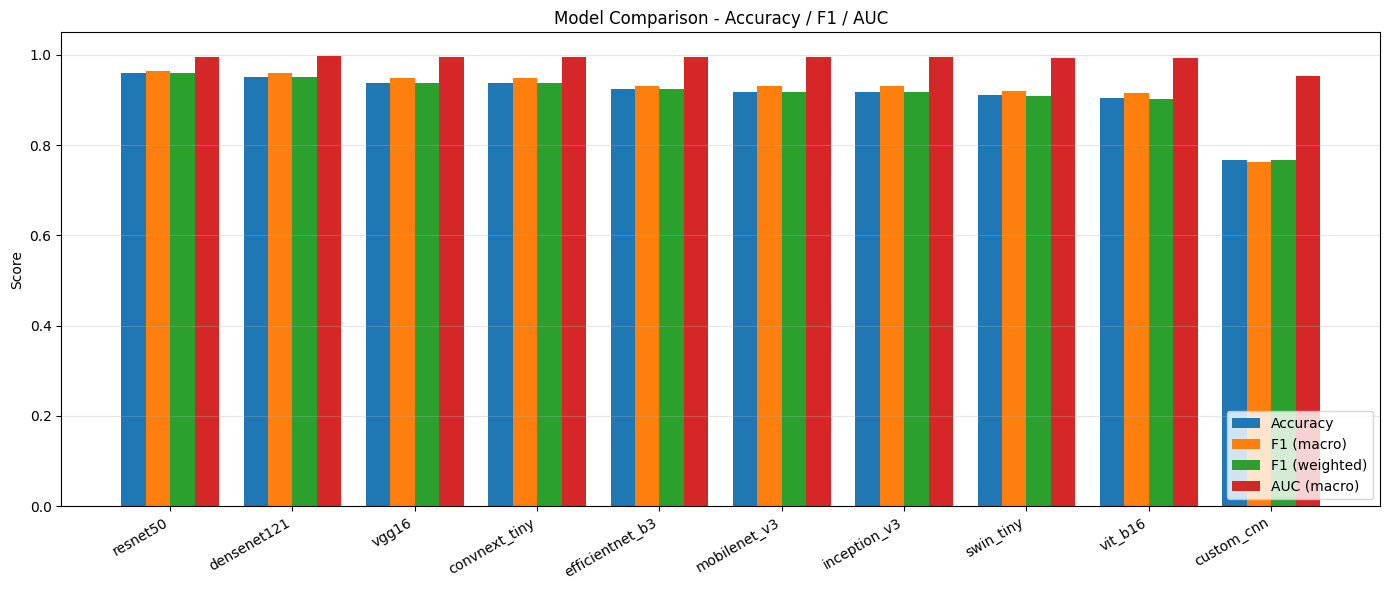 Model Comparison - Accuracy / F1 / AUC
Score
1.0
0.8
0.6
0.4
0.2
0.0
Accuracy
F1 (macro)
F1 (weighted)
AUC (macro)
resnet50
densenet121
vgg16
convnext_tiny
efficientnet_b3
mobilenet_v3
inception_v3
swin_tiny
vit_b16
custom_cnn